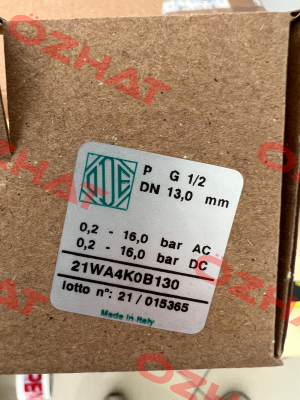 ÖZHAT
ÖZHAT
ODE
P G 1/2
DN 13,0 mm
0,2 - 16,0 bar AC
0,2 - 16,0 bar DC
21WA4K0B130
lotto n°: 21/015365
Made in Italy
ÖZHAT